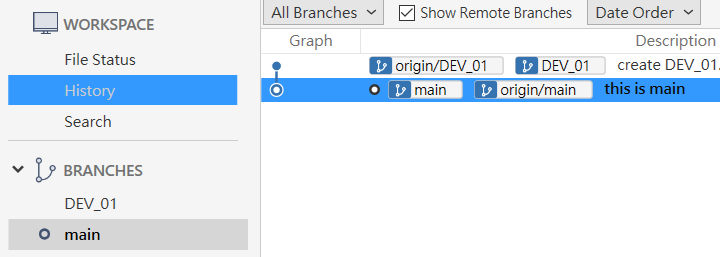 WORKSPACE
File Status
History
Search
BRANCHES
DEV_01
main
All Branches Show Remote Branches Date Order
Graph Description
origin/DEV_01 DEV_01 create DEV_01.
main origin/main this is main